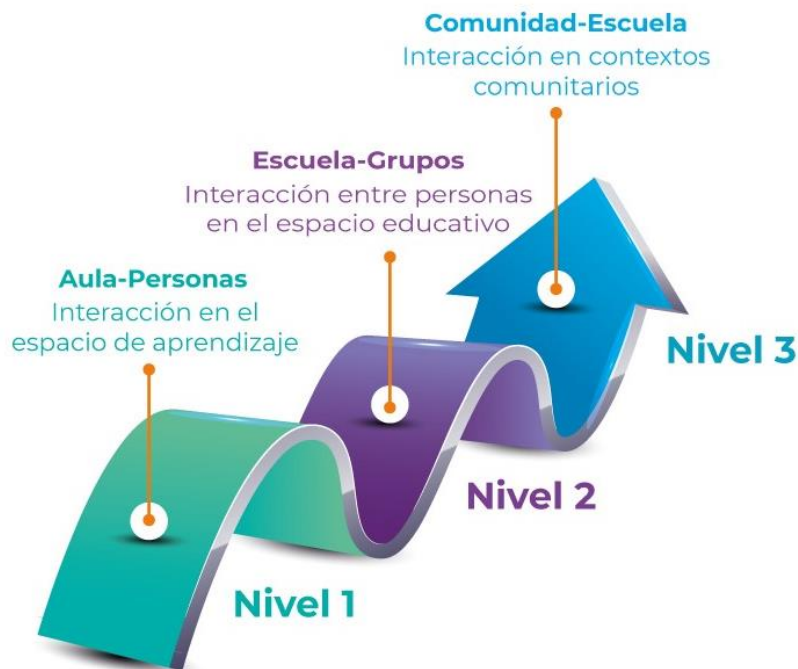 Comunidad-Escuela
Interacción en contextos
comunitarios
Escuela-Grupos
Interacción entre personas
en el espacio educativo
Aula-Personas
Interacción en el
espacio de aprendizaje
Nivel 3
Nivel 2
Nivel 1